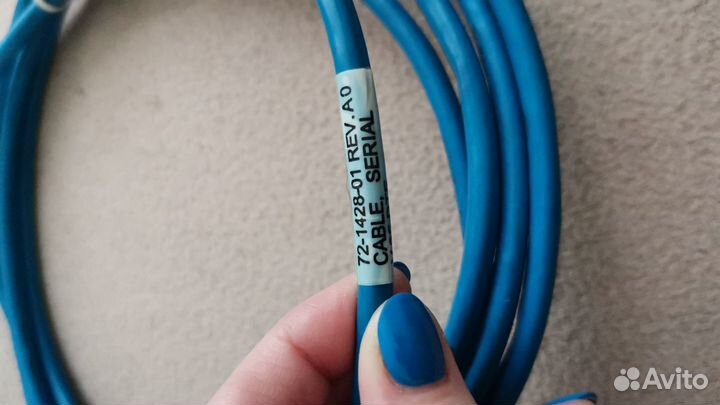 72-1428-01 REV. A0
CABLE, SERIAL
Avito